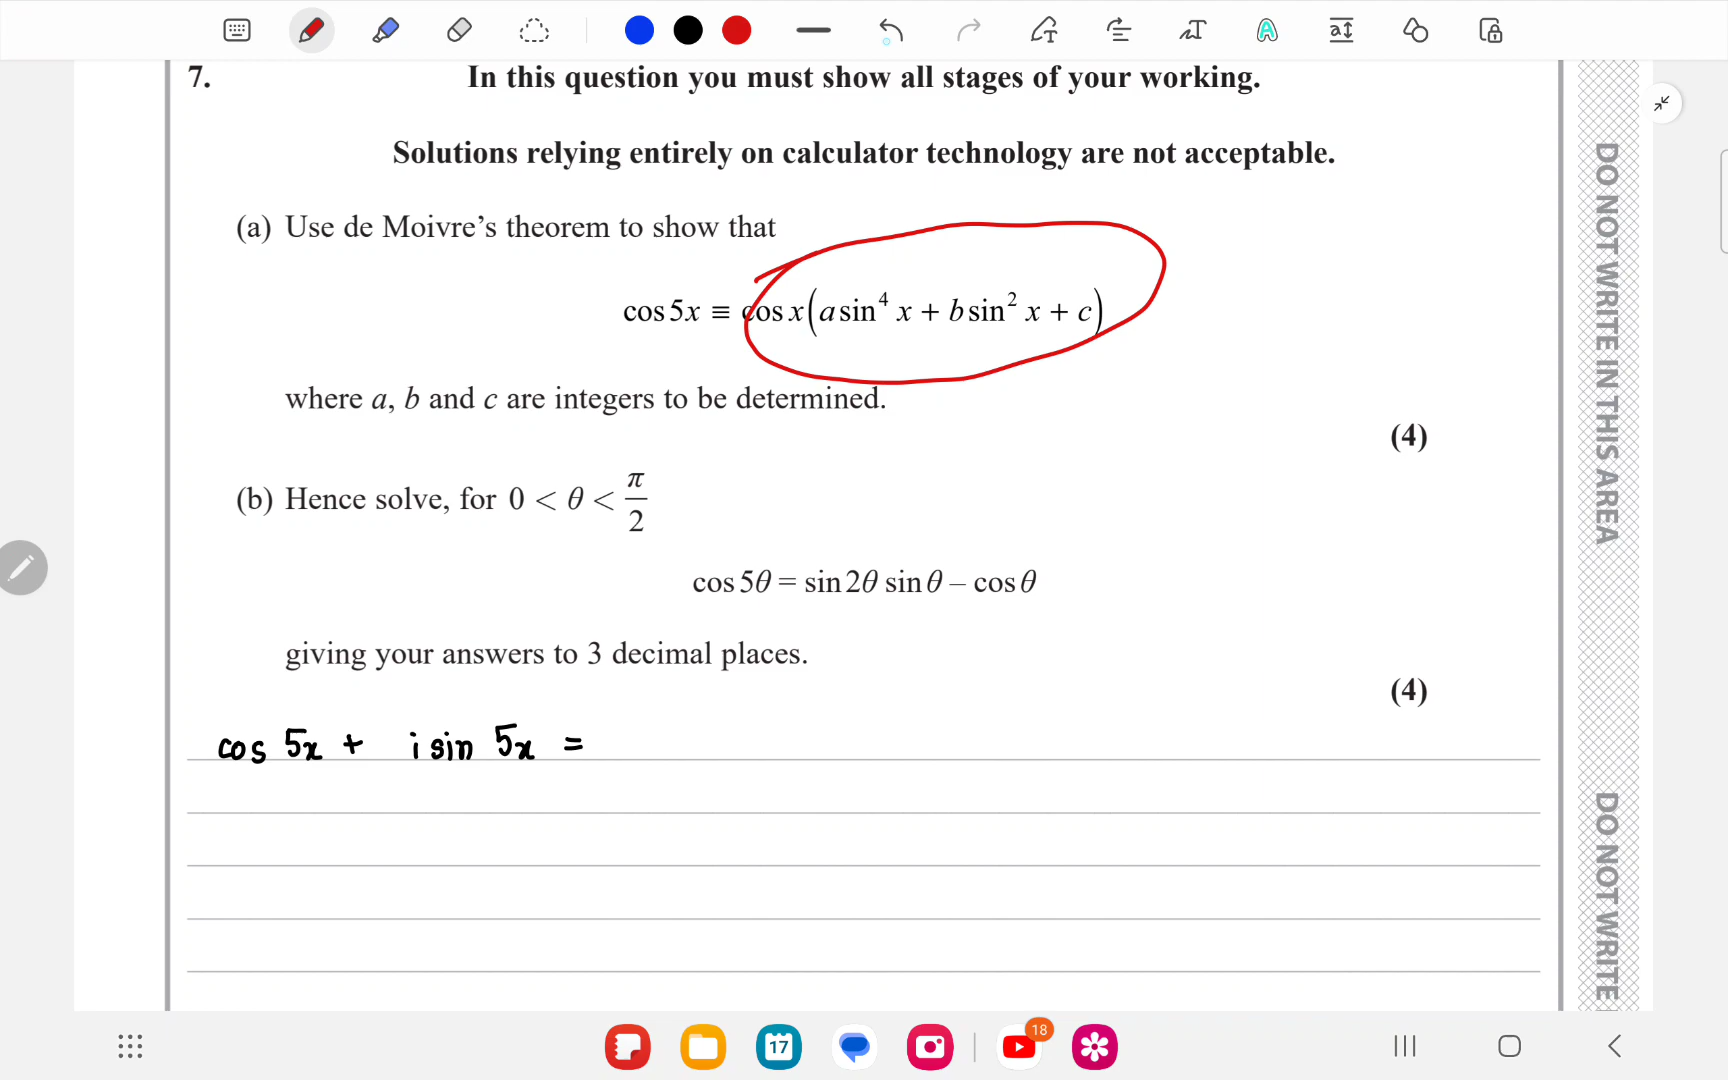 7. In this question you must show all stages of your working.
Solutions relying entirely on calculator technology are not acceptable.
(a) Use de Moivre’s theorem to show that
cos 5x ≡ cos x(a sin⁴ x + b sin² x + c)
where a, b and c are integers to be determined.
(4)
(b) Hence solve, for 0 < θ < π/2
cos 5θ = sin 2θ sin θ – cos θ
giving your answers to 3 decimal places.
(4)
cos 5x + i sin 5x =
DO NOT WRITE IN THIS AREA
DO NOT WRITE
17
18